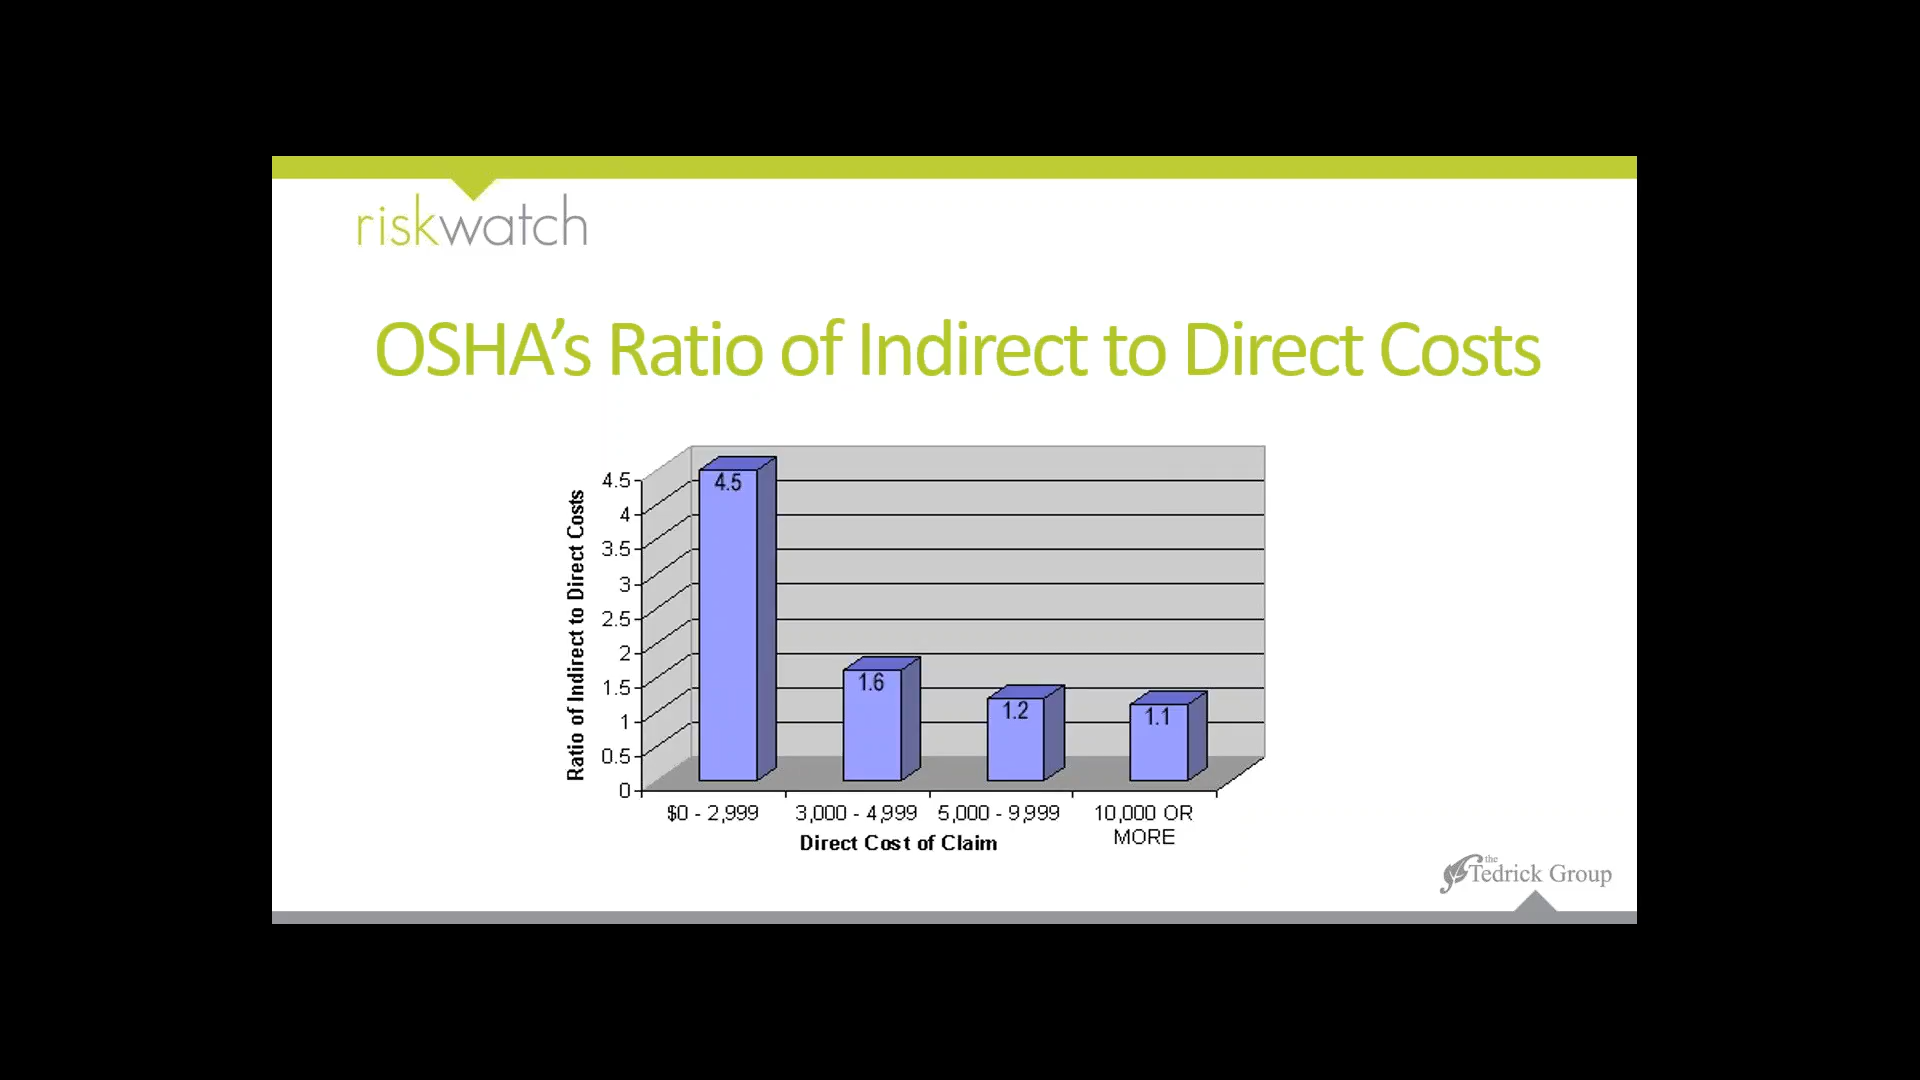 riskwatch
OSHA's Ratio of Indirect to Direct Costs
Ratio of Indirect to Direct Costs
4.5
4
3.5
3
2.5
2
1.5
1
0.5
0
4.5
1.6
1.2
1.1
$0 - 2,999
3,000 - 4,999
5,000 - 9,999
10,000 OR
MORE
Direct Cost of Claim
the
Tedrick Group